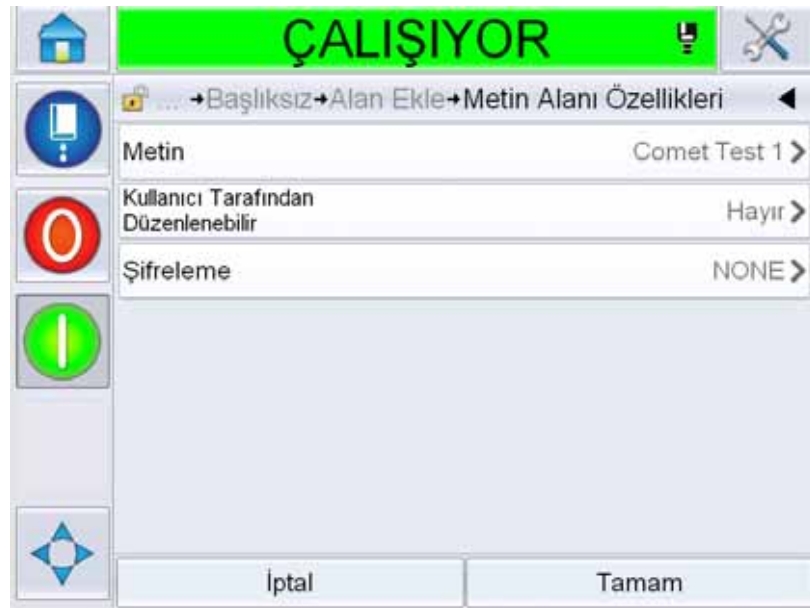 ÇALIŞIYOR
... →Başlıksız→Alan Ekle→Metin Alanı Özellikleri
Metin Comet Test 1
Kullanıcı Tarafından
Düzenlenebilir Hayır
Şifreleme NONE
İptal Tamam